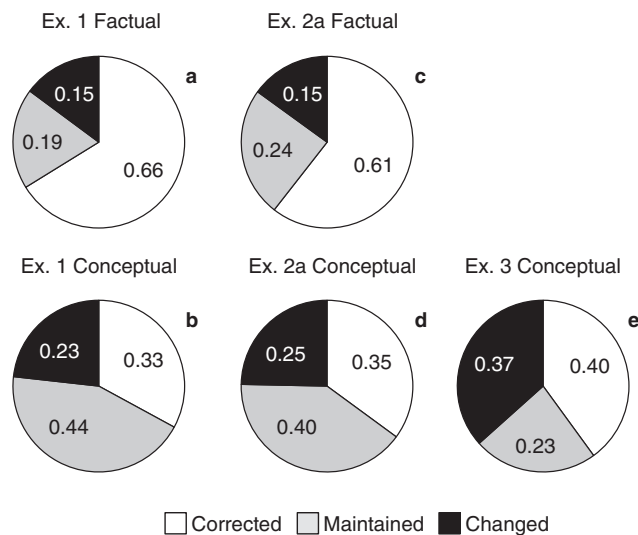 Ex. 1 Factual
Ex. 2a Factual
a
c
0.15
0.19
0.66
0.15
0.24
0.61
Ex. 1 Conceptual
Ex. 2a Conceptual
Ex. 3 Conceptual
b
d
e
0.23
0.33
0.44
0.25
0.35
0.40
0.37
0.40
0.23
Corrected
Maintained
Changed